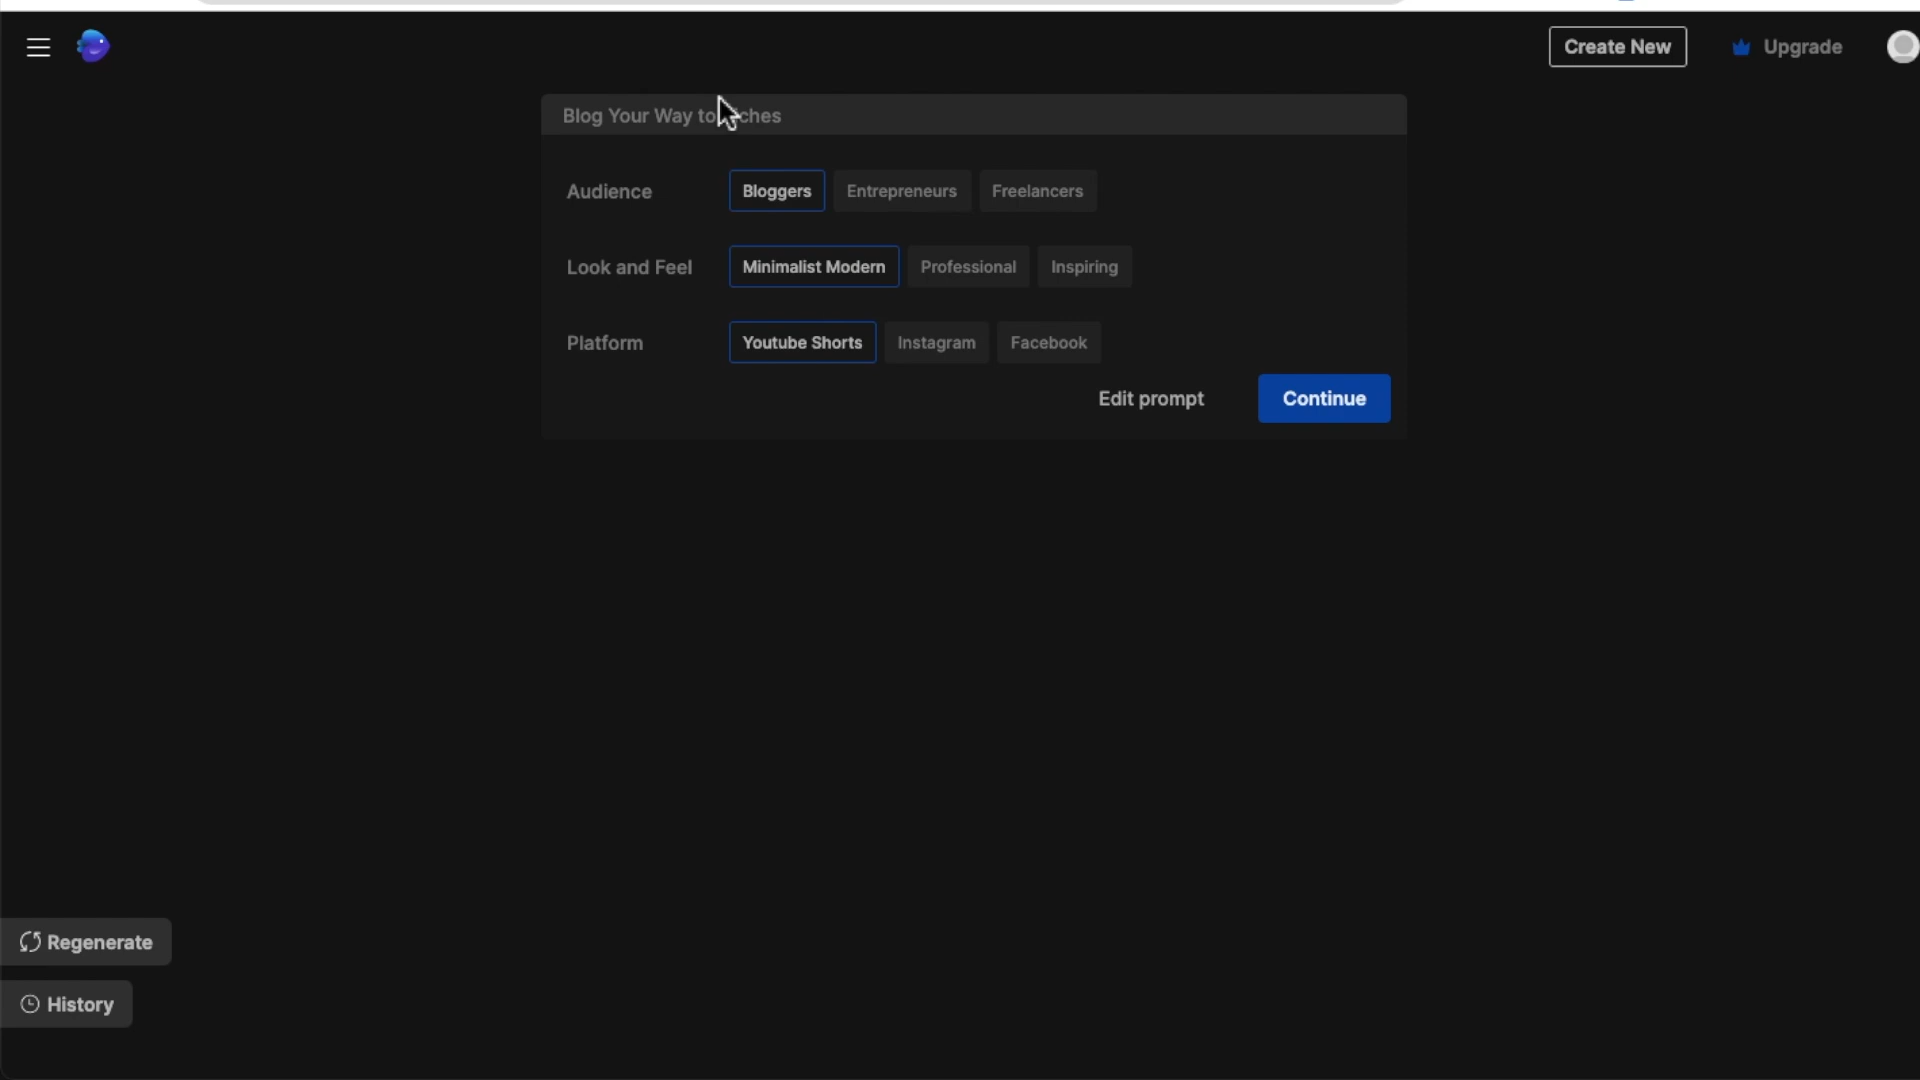 Create New
Upgrade
Blog Your Way to
Audience Bloggers Entrepreneurs Freelancers
Look and Feel Minimalist Modern Professional Inspiring
Platform Youtube Shorts Instagram Facebook
Edit prompt Continue
Regenerate
History